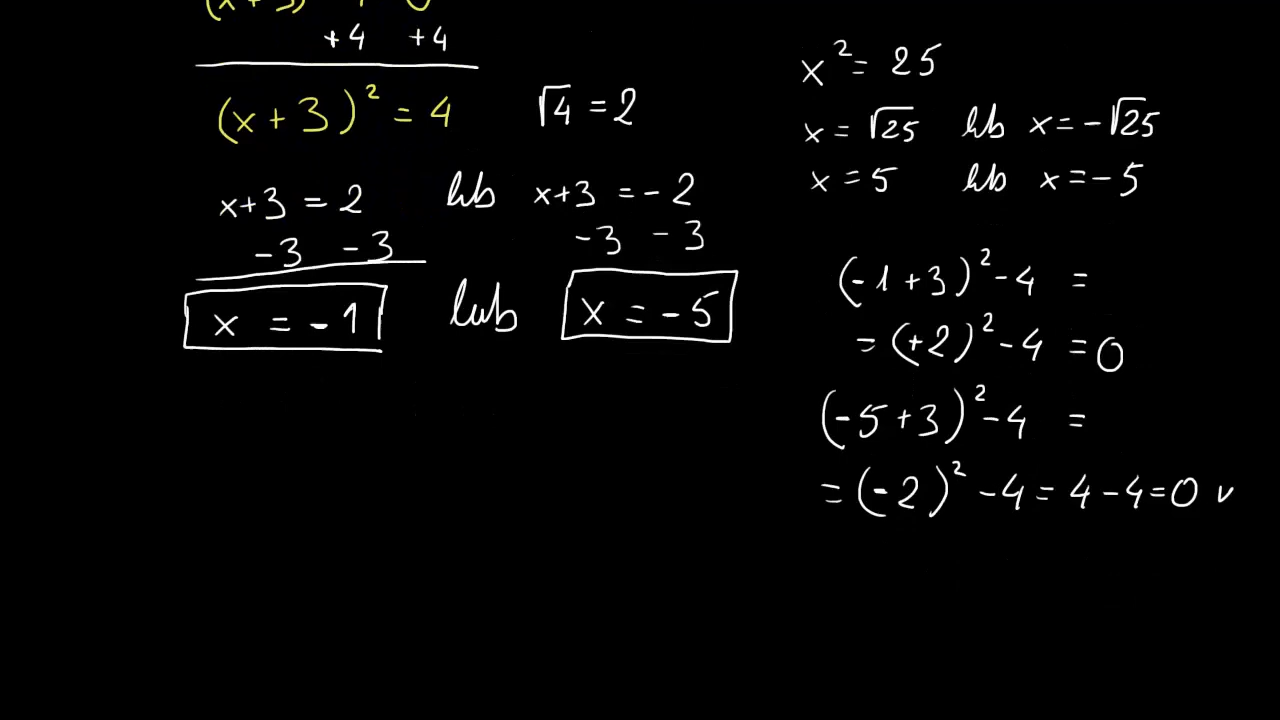 +4 +4
(x+3)² = 4 √4 = 2
x+3 = 2 lub x+3 = -2
-3 -3 -3 -3
x = -1 lub x = -5
x² = 25
x = √25 lub x = -√25
x = 5 lub x = -5
(-1+3)² - 4 =
= (+2)² - 4 = 0
(-5+3)² - 4 =
= (-2)² - 4 = 4 - 4 = 0 v